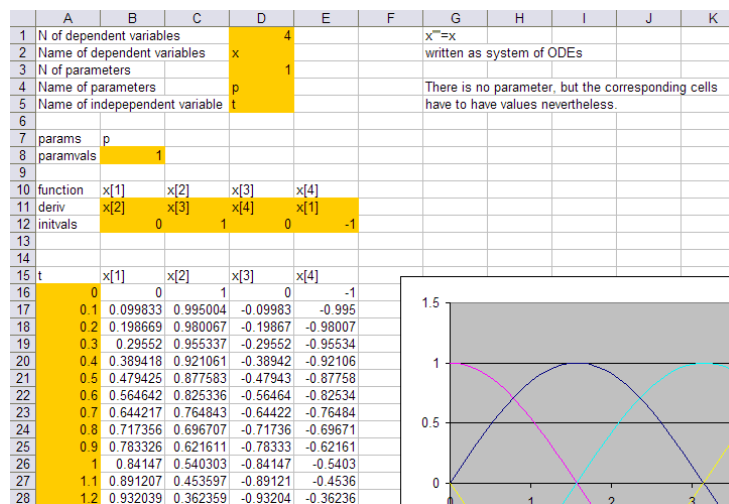 A B C D E F G H I J K
1 N of dependent variables 4 x''''=x
2 Name of dependent variables x written as system of ODEs
3 N of parameters 1
4 Name of parameters p There is no parameter, but the corresponding cells
5 Name of indepependent variable t have to have values nevertheless.
6
7 params p
8 paramvals 1
9
10 function x[1] x[2] x[3] x[4]
11 deriv x[2] x[3] x[4] x[1]
12 initvals 0 1 0 -1
13
14
15 t x[1] x[2] x[3] x[4]
16 0 0 1 0 -1
17 0.1 0.099833 0.995004 -0.09983 -0.995
18 0.2 0.198669 0.980067 -0.19867 -0.98007
19 0.3 0.29552 0.955337 -0.29552 -0.95534
20 0.4 0.389418 0.921061 -0.38942 -0.92106
21 0.5 0.479425 0.877583 -0.47943 -0.87758
22 0.6 0.564642 0.825336 -0.56464 -0.82534
23 0.7 0.644217 0.764843 -0.64422 -0.76484
24 0.8 0.717356 0.696707 -0.71736 -0.69671
25 0.9 0.783326 0.621611 -0.78333 -0.62161
26 1 0.84147 0.540303 -0.84147 -0.5403
27 1.1 0.891207 0.453597 -0.89121 -0.4536
28 1.2 0.932039 0.362359 -0.93204 -0.36236
1.5
1
0.5
0
0 1 2 3